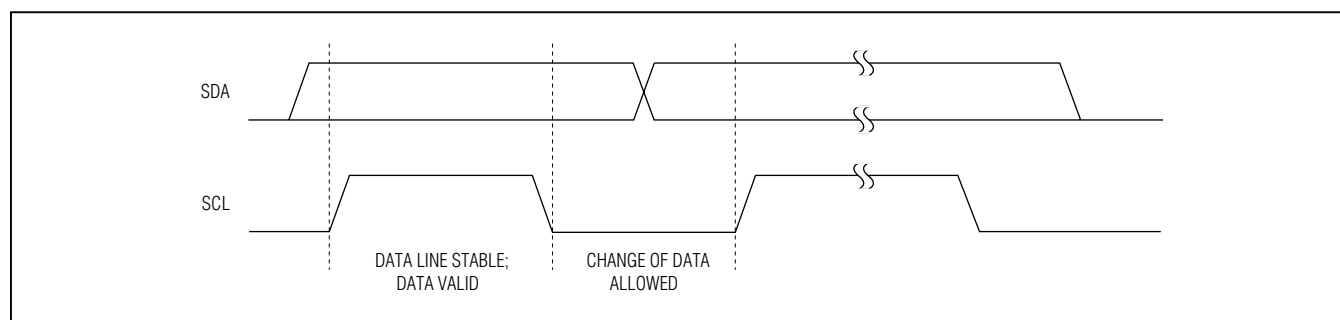 SDA
SCL
DATA LINE STABLE;
DATA VALID
CHANGE OF DATA
ALLOWED